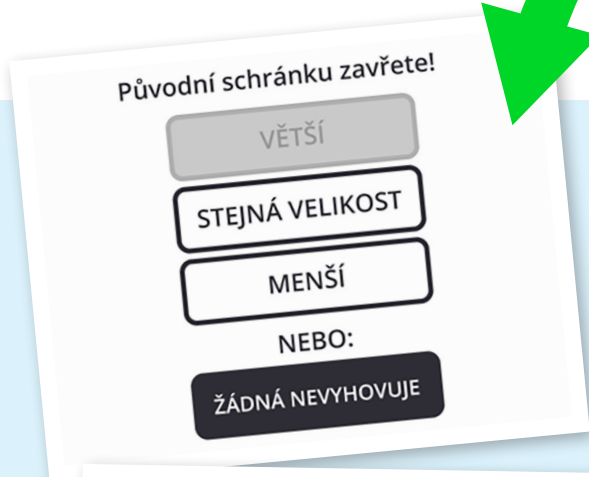 Původní schránku zavřete!
VĚTŠÍ
STEJNÁ VELIKOST
MENŠÍ
NEBO:
ŽÁDNÁ NEVYHOVUJE